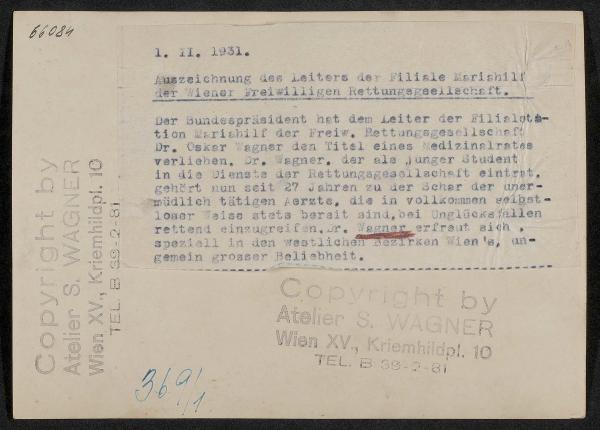 66084
1. II. 1931.
Auszeichnung des Leiters der Filiale Mariahilf
der Wiener Freiwilligen Rettungsgesellschaft.
Der Bundespräsident hat dem Leiter der Filialsta-
tion Mariahilf der Freiw. Rettungsgesellschaft
Dr. Oskar Wagner den Titel eines Medizinalrates
verliehen. Dr. Wagner, der als junger Student
in die Dienste der Rettungsgesellschaft eintrat,
gehört nun seit 27 Jahren zu der Schar der uner-
müdlich tätigen Aerzte, die in vollkommen selbst-
loser Weise stets bereit sind, bei Unglücksfällen
rettend einzugreifen. Dr. Wagner erfreut sich ,
speziell in den westlichen Bezirken Wien's, un-
gemein grosser Beliebheit.
Copyright by
Atelier S. WAGNER
Wien XV., Kriemhildpl. 10
TEL. B 39-2-81
Copyright by
Atelier S. WAGNER
Wien XV., Kriemhildpl. 10
TEL. B 39-2-81
369/
/1